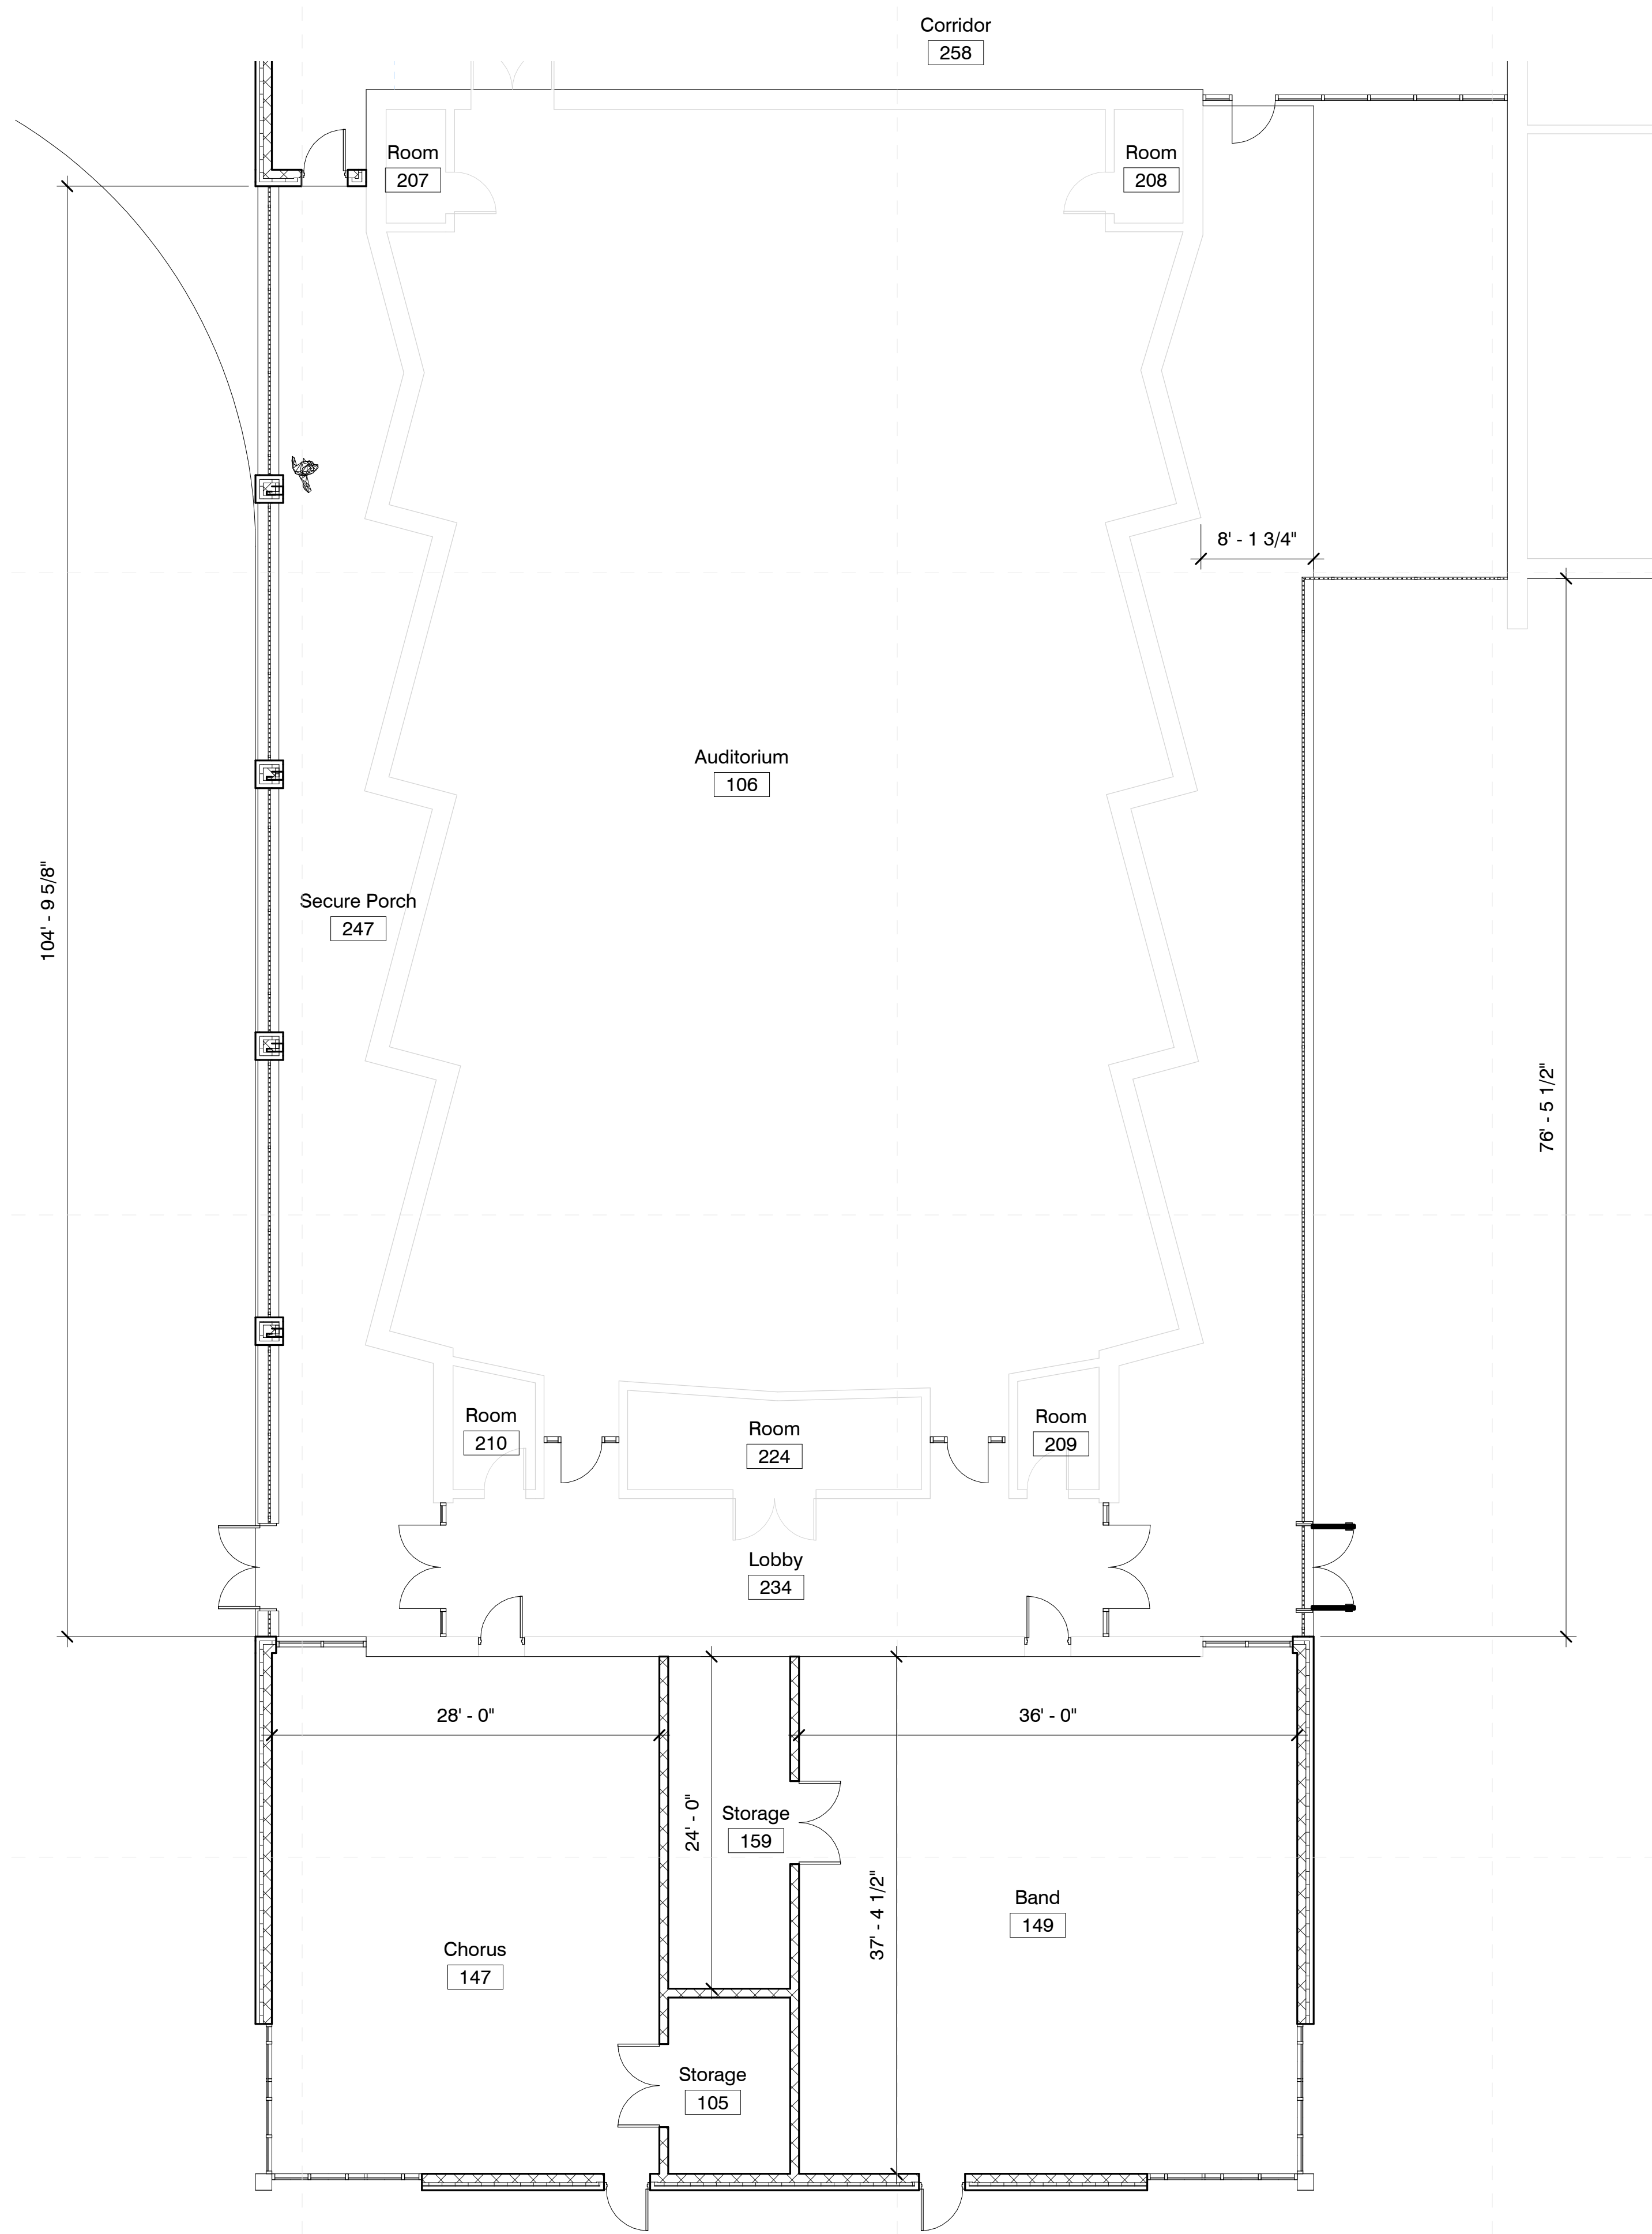 Corridor
258
Room
207
Room
208
8' - 1 3/4"
Auditorium
106
104' - 9 5/8"
Secure Porch
247
76' - 5 1/2"
Room
210
Room
224
Room
209
Lobby
234
28' - 0"
36' - 0"
24' - 0"
Storage
159
37' - 4 1/2"
Band
149
Chorus
147
Storage
105